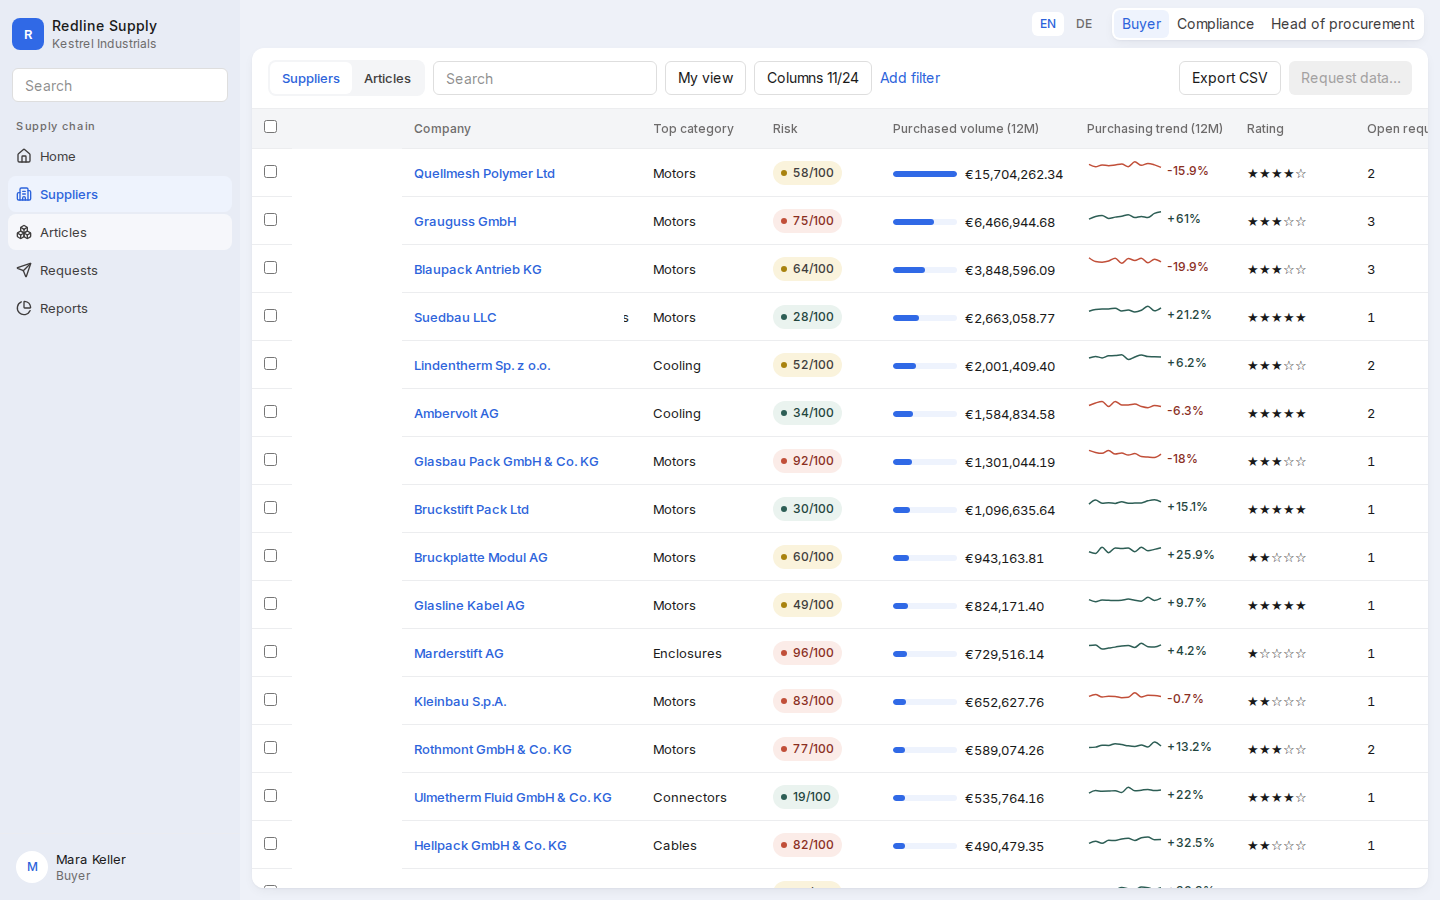 R
Redline Supply
Kestrel Industrials
Search
Supply chain
Home
Suppliers
Articles
Requests
Reports
M
Mara Keller
Buyer
EN DE Buyer Compliance Head of procurement
Suppliers Articles Search My view Columns 11/24 Add filter Export CSV Request data...
Company Top category Risk Purchased volume (12M) Purchasing trend (12M) Rating Open requ
Quellmesh Polymer Ltd Motors 58/100 €15,704,262.34 -15.9% ★★★★☆ 2
Grauguss GmbH Motors 75/100 €6,466,944.68 +61% ★★★☆☆ 3
Blaupack Antrieb KG Motors 64/100 €3,848,596.09 -19.9% ★★★☆☆ 3
Suedbau LLC s Motors 28/100 €2,663,058.77 +21.2% ★★★★★ 1
Lindentherm Sp. z o.o. Cooling 52/100 €2,001,409.40 +6.2% ★★★☆☆ 2
Ambervolt AG Cooling 34/100 €1,584,834.58 -6.3% ★★★★★ 2
Glasbau Pack GmbH & Co. KG Motors 92/100 €1,301,044.19 -18% ★★★☆☆ 1
Bruckstift Pack Ltd Motors 30/100 €1,096,635.64 +15.1% ★★★★★ 1
Bruckplatte Modul AG Motors 60/100 €943,163.81 +25.9% ★★☆☆☆ 1
Glasline Kabel AG Motors 49/100 €824,171.40 +9.7% ★★★★★ 1
Marderstift AG Enclosures 96/100 €729,516.14 +4.2% ★☆☆☆☆ 1
Kleinbau S.p.A. Motors 83/100 €652,627.76 -0.7% ★★☆☆☆ 1
Rothmont GmbH & Co. KG Motors 77/100 €589,074.26 +13.2% ★★★☆☆ 2
Ulmetherm Fluid GmbH & Co. KG Connectors 19/100 €535,764.16 +22% ★★★★☆ 1
Hellpack GmbH & Co. KG Cables 82/100 €490,479.35 +32.5% ★★☆☆☆ 1